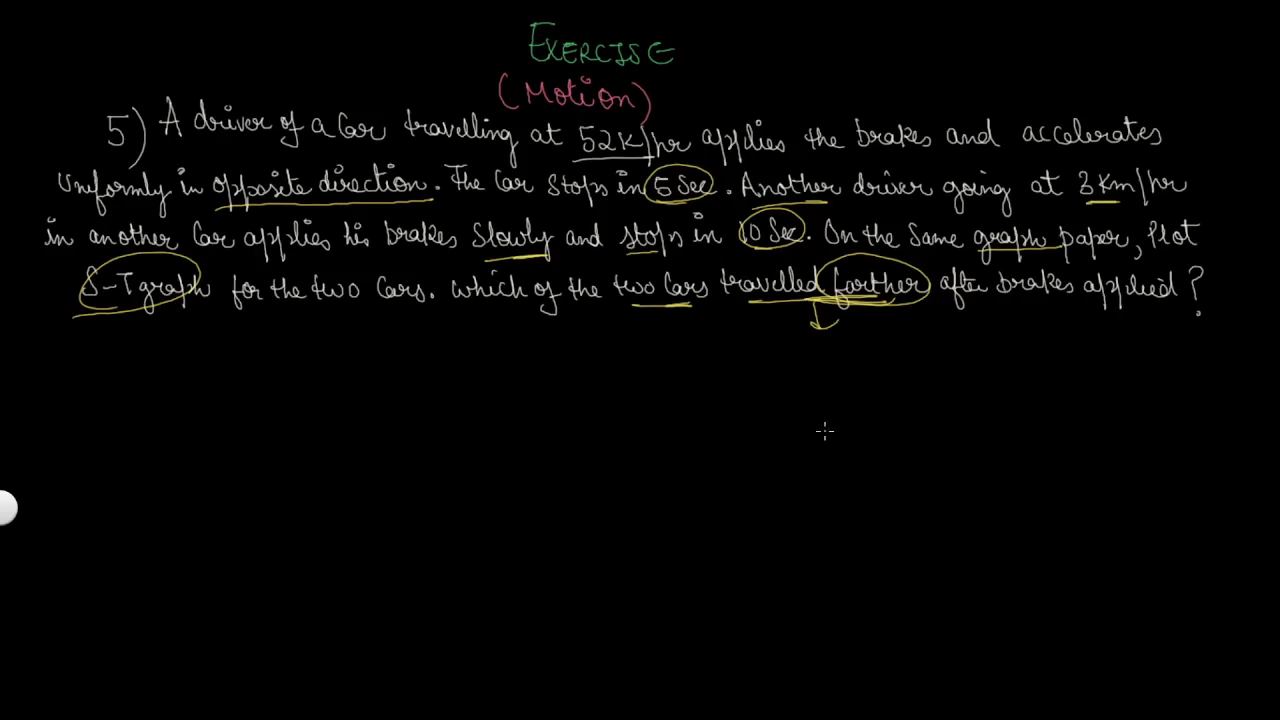 EXERCISE
(Motion)
5) A driver of a Car travelling at 52K/hr applies the brakes and accelerates
Uniformly in opposite direction. The Car stops in 5 Sec. Another driver going at 3 Km/hr
in another Car applies his brakes Slowly and stops in 10 Sec. On the Same graph paper, Plot
S-T graph for the two Cars. which of the two Cars travelled farther after brakes applied?